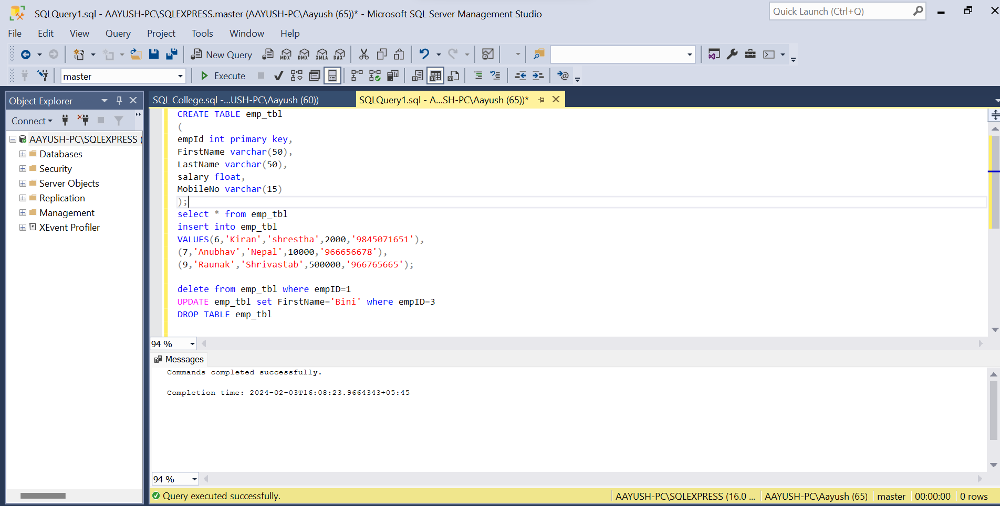 SQLQuery1.sql - AAYUSH-PC\SQLEXPRESS.master (AAYUSH-PC\Aayush (65))* - Microsoft SQL Server Management Studio
Quick Launch (Ctrl+Q)
File Edit View Query Project Tools Window Help
New Query MDX DMX XMLA DAX
master Execute
Object Explorer
SQL College.sql -...USH-PC\Aayush (60))
SQLQuery1.sql - A...SH-PC\Aayush (65))*
Connect
AAYUSH-PC\SQLEXPRESS (
Databases
Security
Server Objects
Replication
Management
XEvent Profiler
CREATE TABLE emp_tbl
(
empId int primary key,
FirstName varchar(50),
LastName varchar(50),
salary float,
MobileNo varchar(15)
);
select * from emp_tbl
insert into emp_tbl
VALUES(6,'Kiran','shrestha',2000,'9845071651'),
(7,'Anubhav','Nepal',10000,'966656678'),
(9,'Raunak','Shrivastab',500000,'966765665');
delete from emp_tbl where empID=1
UPDATE emp_tbl set FirstName='Bini' where empID=3
DROP TABLE emp_tbl
94 %
Messages
Commands completed successfully.
Completion time: 2024-02-03T16:08:23.9664343+05:45
94 %
Query executed successfully.
AAYUSH-PC\SQLEXPRESS (16.0 ... AAYUSH-PC\Aayush (65) master 00:00:00 0 rows